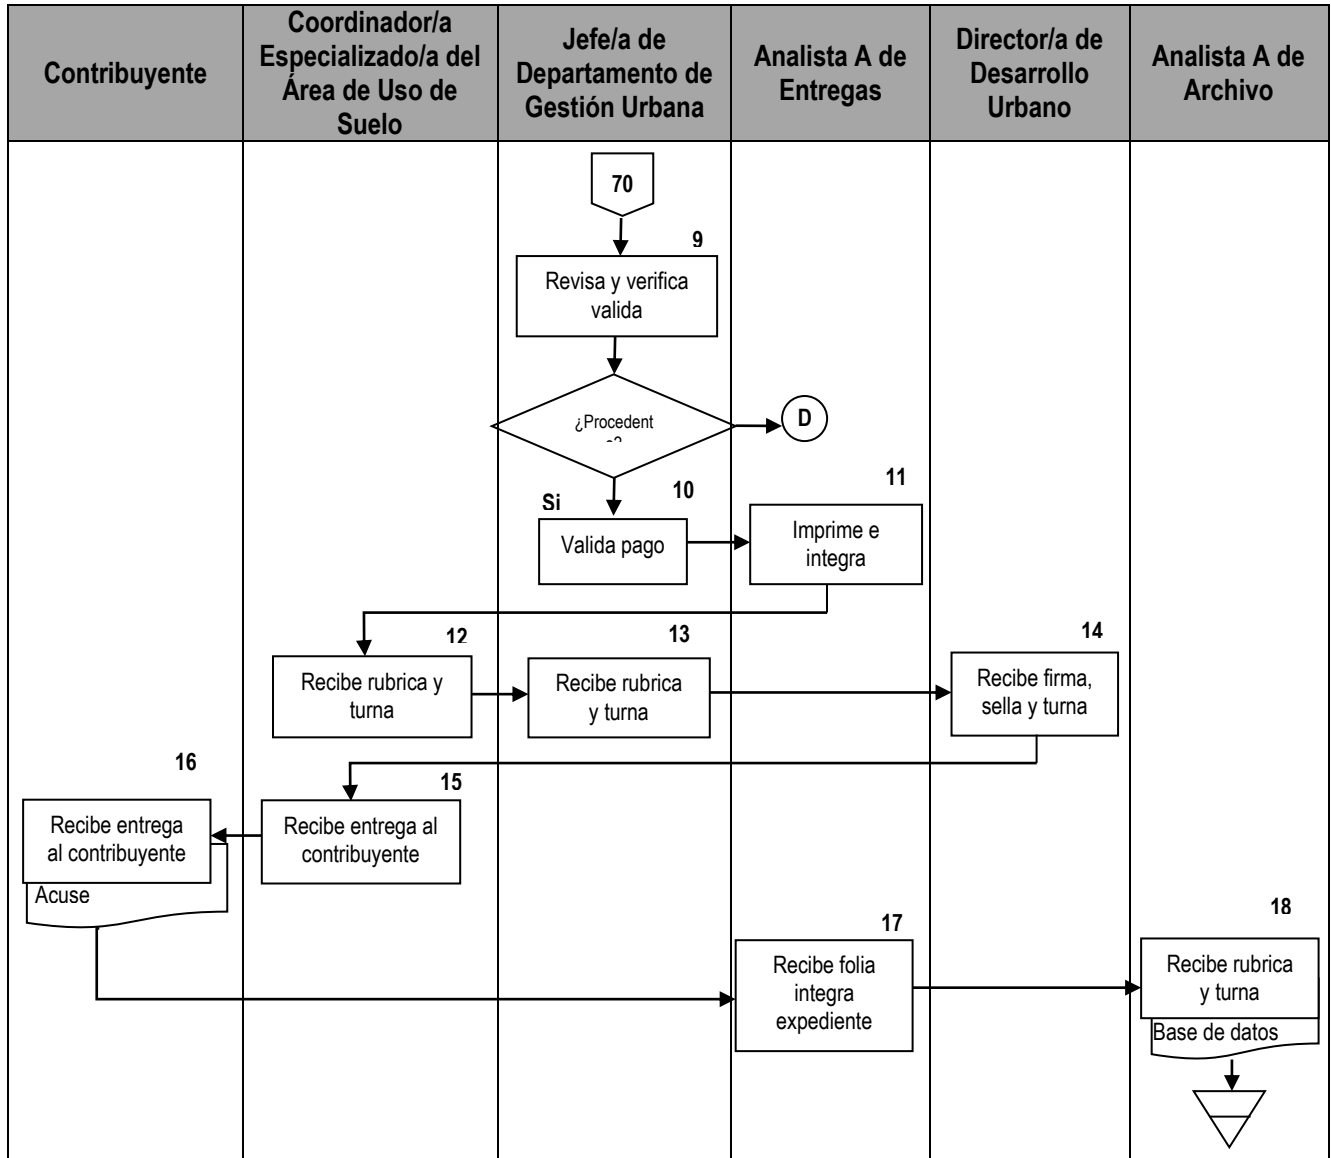 Contribuyente
Coordinador/a
Especializado/a del
Área de Uso de
Suelo
Jefe/a de
Departamento de
Gestión Urbana
Analista A de
Entregas
Director/a de
Desarrollo
Urbano
Analista A de
Archivo
70
9
Revisa y verifica
valida
¿Procedent
D
Si
10
Valida pago
11
Imprime e
integra
12
Recibe rubrica y
turna
13
Recibe rubrica
y turna
14
Recibe firma,
sella y turna
15
Recibe entrega al
contribuyente
16
Recibe entrega
al contribuyente
Acuse
17
Recibe folia
integra
expediente
18
Recibe rubrica
y turna
Base de datos